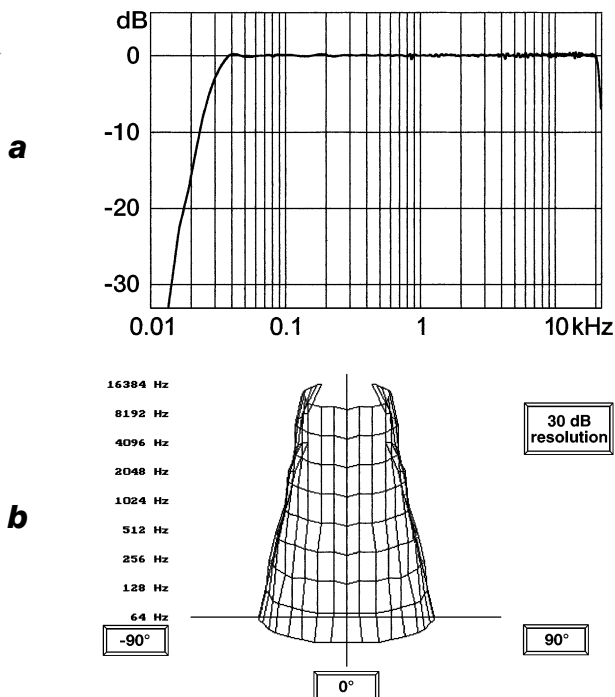 dB
0
a
-10
-20
-30
0.01 0.1 1 10 kHz
16384 Hz
8192 Hz
30 dB
resolution
4096 Hz
2048 Hz
1024 Hz
b
512 Hz
256 Hz
128 Hz
64 Hz
-90°
90°
0°